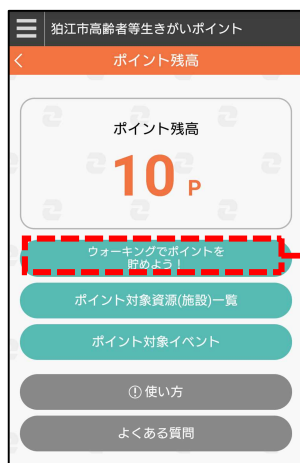 狛江市高齢者等生きがいポイント
ポイント残高
ポイント残高
10 P
ウォーキングでポイントを
貯めよう！
ポイント対象資源(施設)一覧
ポイント対象イベント
! 使い方
よくある質問